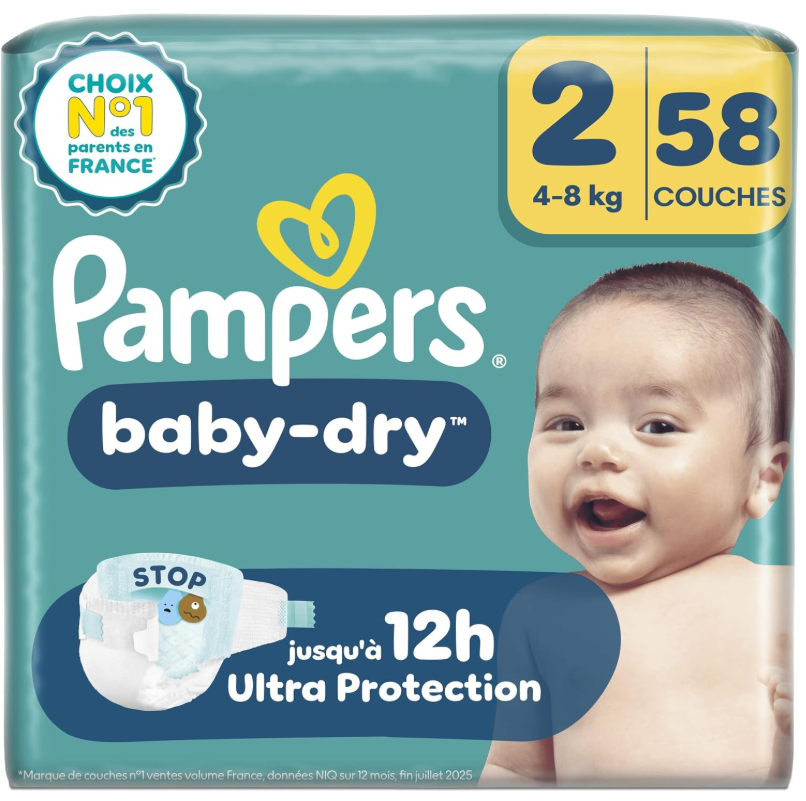 CHOIX
N°1
des
parents en
FRANCE*
2
4-8 kg
58
COUCHES
Pampers®
baby-dry™
STOP
jusqu'à 12h
Ultra Protection
*Marque de couches n°1 ventes volume France, données NIQ sur 12 mois, fin juillet 2025